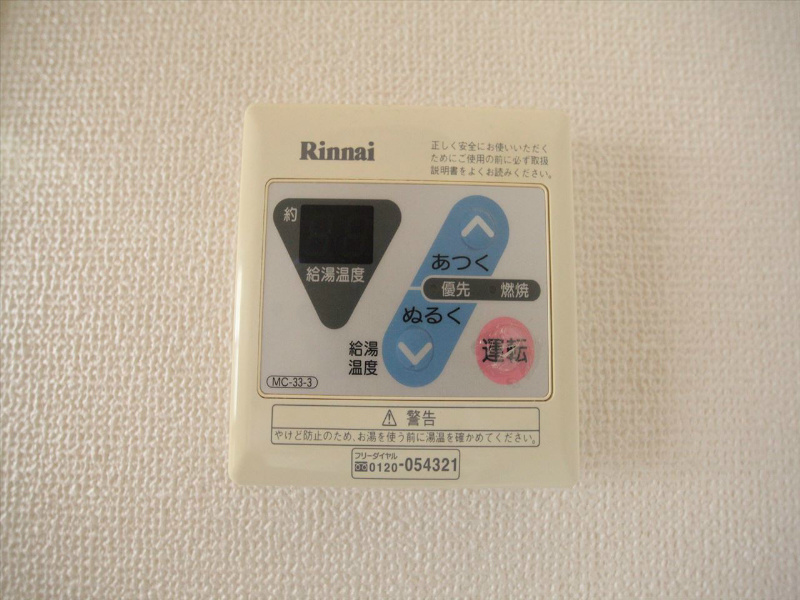 Rinnai
正しく安全にお使いいただく
ためにご使用の前に必ず取扱
説明書をよくお読みください。
約
給湯温度
あつく
優先 燃焼
ぬるく
給湯
温度
運転
MC-33-3
警告
やけど防止のため、お湯を使う前に湯温を確かめてください。
フリーダイヤル
0120-054321